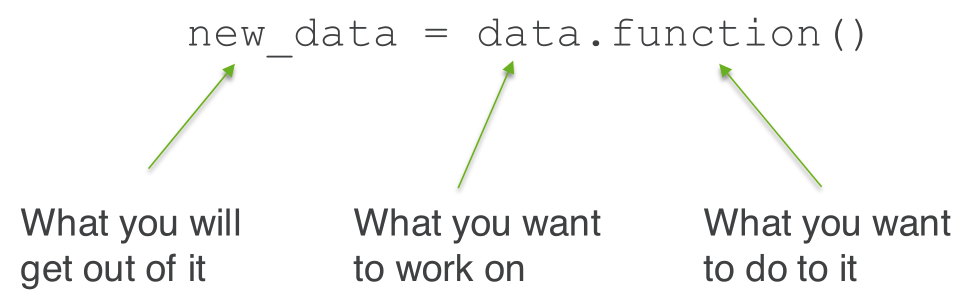 new_data = data.function()
What you will
get out of it
What you want
to work on
What you want
to do to it